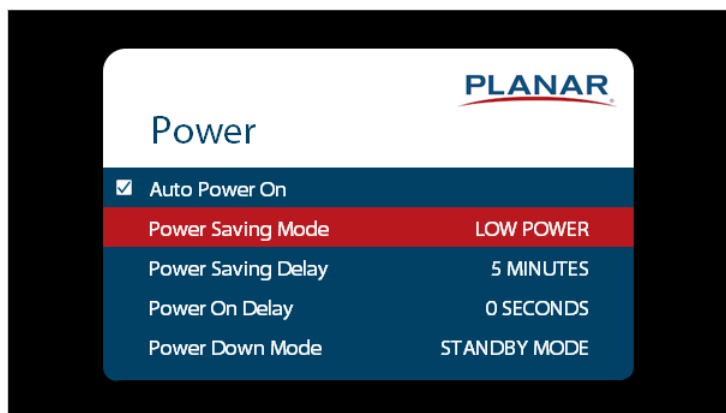 PLANAR
Power
Auto Power On
Power Saving Mode LOW POWER
Power Saving Delay 5 MINUTES
Power On Delay 0 SECONDS
Power Down Mode STANDBY MODE